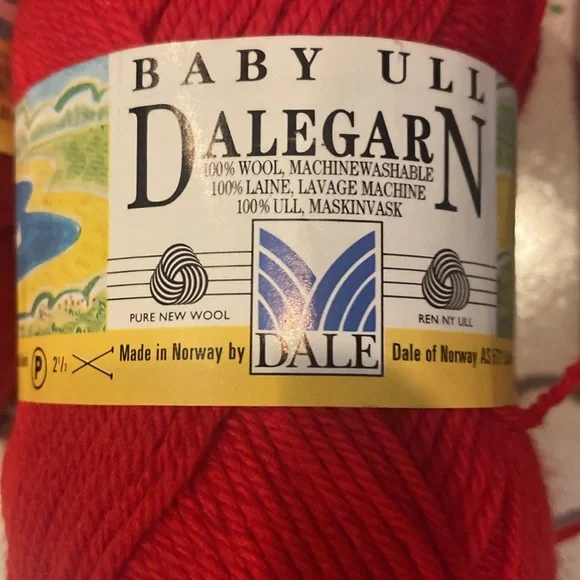 BABY ULL
DALEGARN
100% WOOL, MACHINEWASHABLE
100% LAINE, LAVAGE MACHINE
100% ULL, MASKINVASK
PURE NEW WOOL
REN NY ULL
P 2½ Made in Norway by DALE Dale of Norway AS